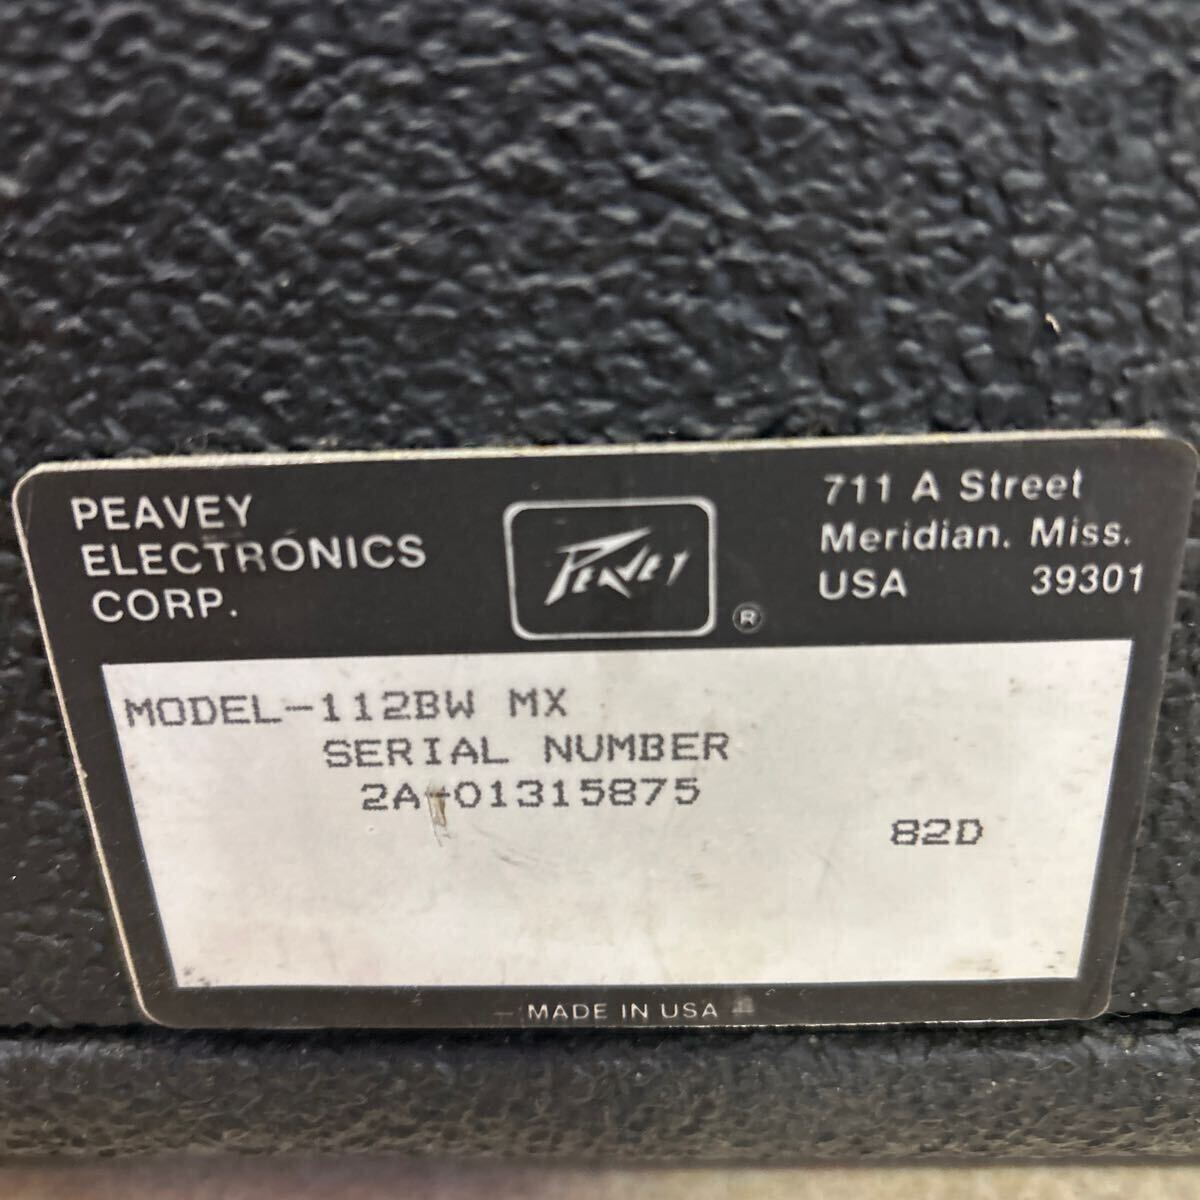 PEAVEY
ELECTRONICS
CORP.
PEAVEY
®
711 A Street
Meridian. Miss.
USA 39301
MODEL-112BW MX
SERIAL NUMBER
2A-01315875
82D
MADE IN USA